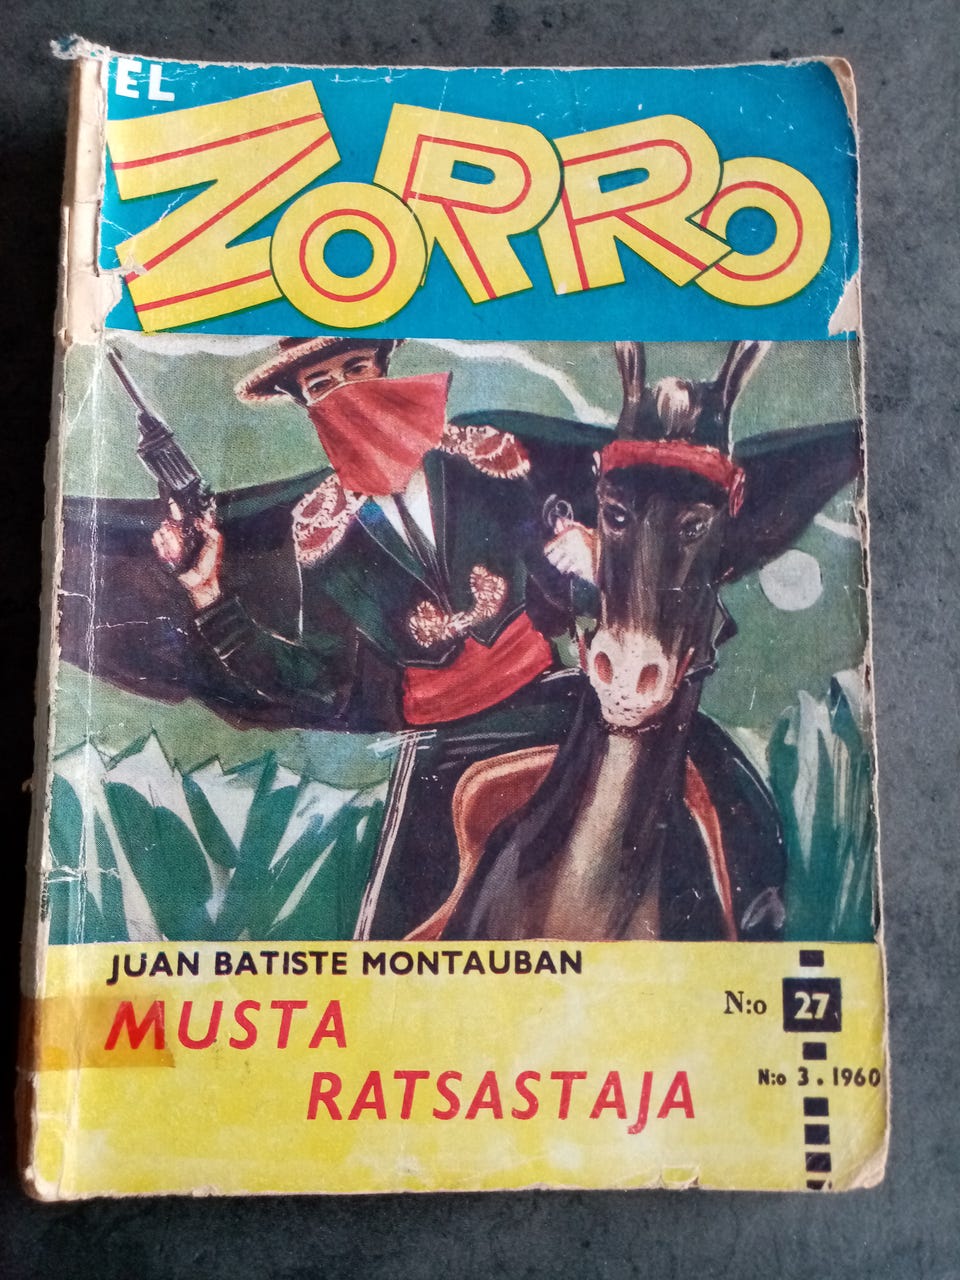 EL
ZORRO
JUAN BATISTE MONTAUBAN
MUSTA
RATSASTAJA
N:o 27
N:o 3. 1960